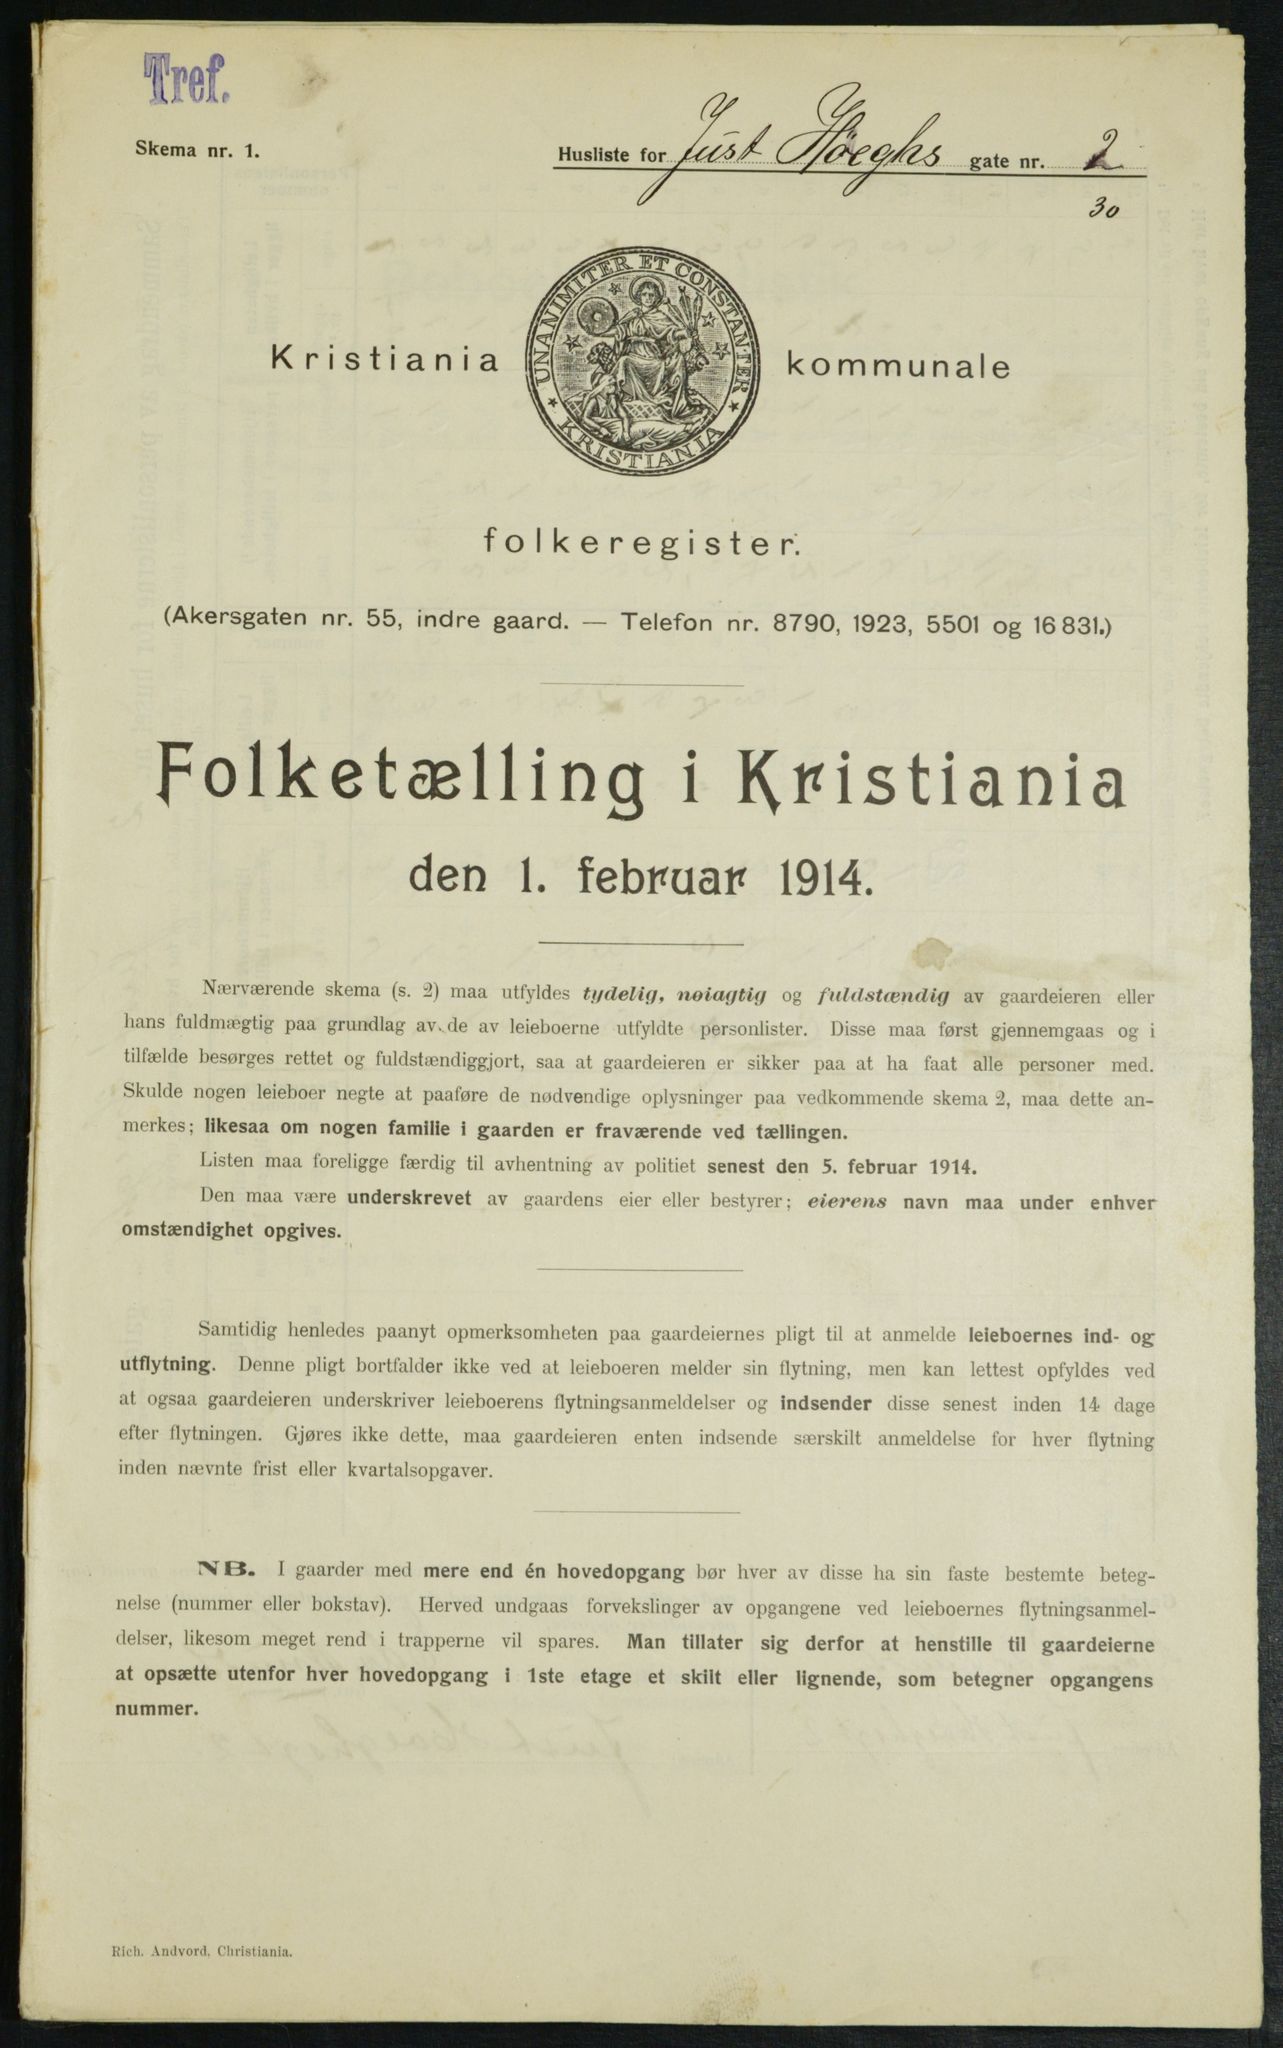 Tref.
Skema nr. 1.
Husliste for Just Höeghs gate nr. 2
30
UNANIMITER ET CONSTANTER
KRISTIANIA
Kristiania kommunale
folkeregister.
(Akersgaten nr. 55, indre gaard. — Telefon nr. 8790, 1923, 5501 og 16 831.)
Folketælling i Kristiania
den 1. februar 1914.
Nærværende skema (s. 2) maa utfyldes tydelig, nøiagtig og fuldstændig av gaardeieren eller
hans fuldmægtig paa grundlag av de av leieboerne utfyldte personlister. Disse maa først gjennemgaas og i
tilfælde besørges rettet og fuldstændiggjort, saa at gaardeieren er sikker paa at ha faat alle personer med.
Skulde nogen leieboer negte at paaføre de nødvendige oplysninger paa vedkommende skema 2, maa dette an-
merkes; likesaa om nogen familie i gaarden er fraværende ved tællingen.
Listen maa foreligge færdig til avhentning av politiet senest den 5. februar 1914.
Den maa være underskrevet av gaardens eier eller bestyrer; eierens navn maa under enhver
omstændighet opgives.
Samtidig henledes paanyt opmerksomheten paa gaardeiernes pligt til at anmelde leieboernes ind- og
utflytning. Denne pligt bortfalder ikke ved at leieboeren melder sin flytning, men kan lettest opfyldes ved
at ogsaa gaardeieren underskriver leieboerens flytningsanmeldelser og indsender disse senest inden 14 dage
efter flytningen. Gjøres ikke dette, maa gaardeieren enten indsende særskilt anmeldelse for hver flytning
inden nævnte frist eller kvartalsopgaver.
NB. I gaarder med mere end én hovedopgang bør hver av disse ha sin faste bestemte beteg-
nelse (nummer eller bokstav). Herved undgaas forvekslinger av opgangene ved leieboernes flytningsanmel-
delser, likesom meget rend i trapperne vil spares. Man tillater sig derfor at henstille til gaardeierne
at opsætte utenfor hver hovedopgang i 1ste etage et skilt eller lignende, som betegner opgangens
nummer.
Rich. Andvord, Christiania.